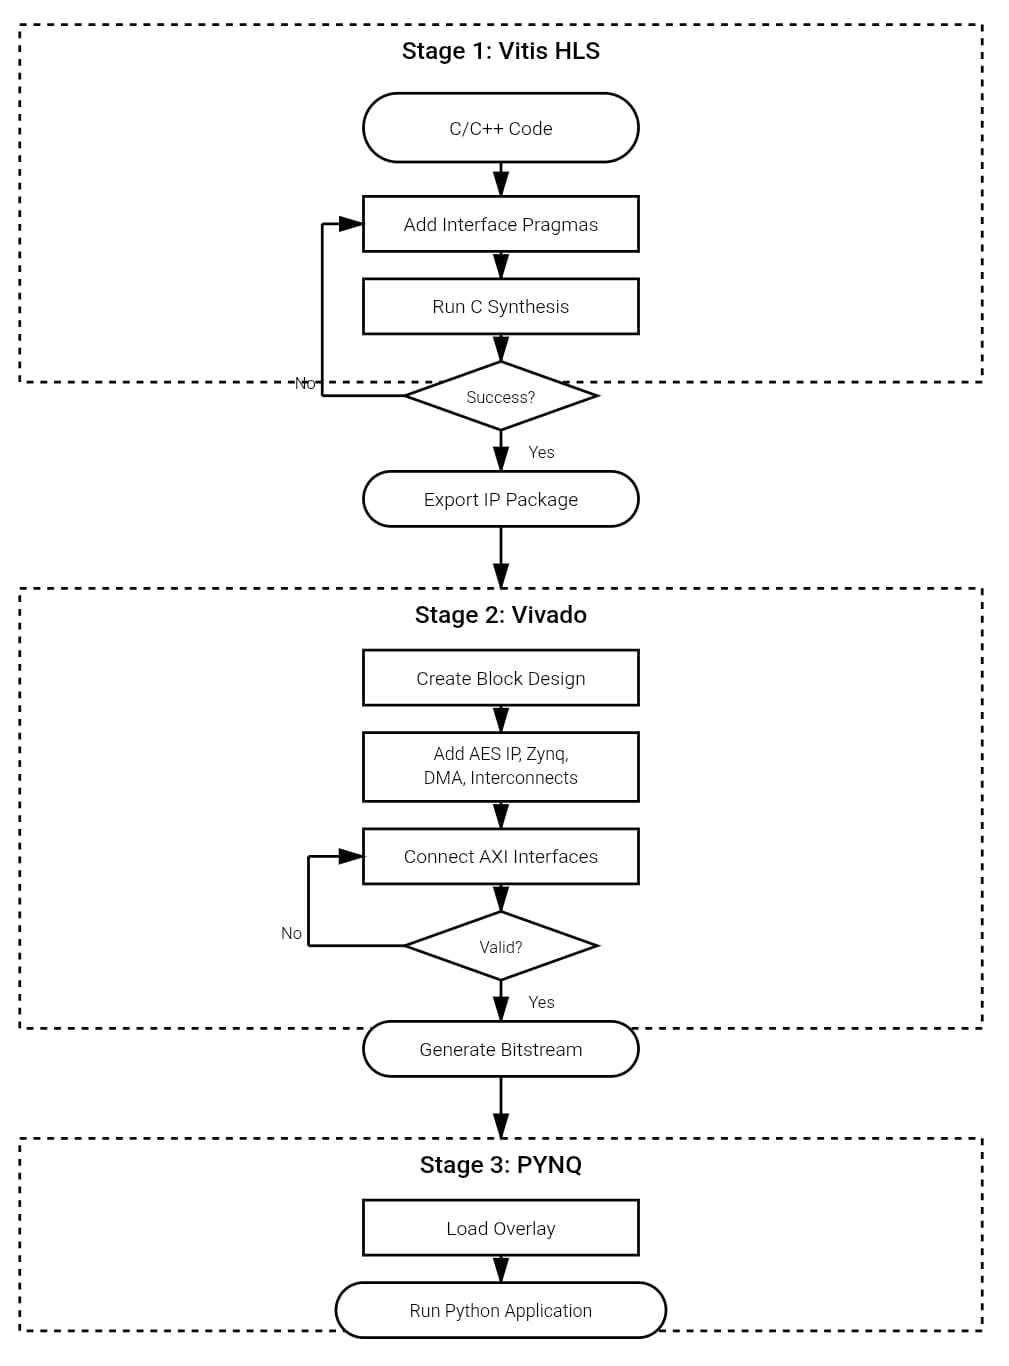 Stage 1: Vitis HLS
C/C++ Code
Add Interface Pragmas
Run C Synthesis
No
Success?
Yes
Export IP Package
Stage 2: Vivado
Create Block Design
Add AES IP, Zynq,
DMA, Interconnects
Connect AXI Interfaces
No
Valid?
Yes
Generate Bitstream
Stage 3: PYNQ
Load Overlay
Run Python Application